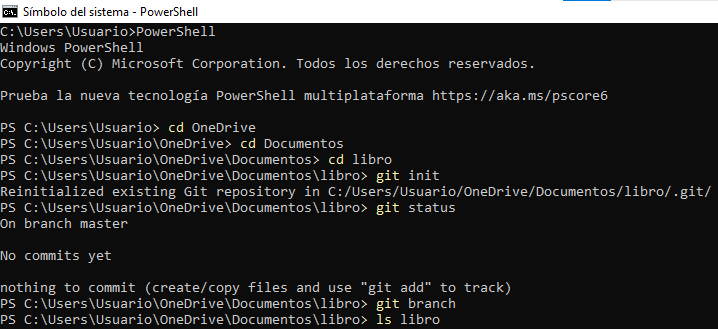 Símbolo del sistema - PowerShell
C:\Users\Usuario>PowerShell
Windows PowerShell
Copyright (C) Microsoft Corporation. Todos los derechos reservados.
Prueba la nueva tecnología PowerShell multiplataforma https://aka.ms/pscore6
PS C:\Users\Usuario> cd OneDrive
PS C:\Users\Usuario\OneDrive> cd Documentos
PS C:\Users\Usuario\OneDrive\Documentos> cd libro
PS C:\Users\Usuario\OneDrive\Documentos\libro> git init
Reinitialized existing Git repository in C:/Users/Usuario/OneDrive/Documentos/libro/.git/
PS C:\Users\Usuario\OneDrive\Documentos\libro> git status
On branch master
No commits yet
nothing to commit (create/copy files and use "git add" to track)
PS C:\Users\Usuario\OneDrive\Documentos\libro> git branch
PS C:\Users\Usuario\OneDrive\Documentos\libro> ls libro